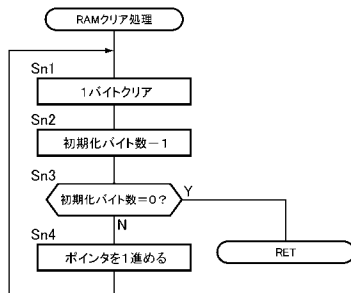 RAMクリア処理
Sn1
1バイトクリア
Sn2
初期化バイト数－1
Sn3
初期化バイト数＝0？
Y
N
Sn4
ポインタを1進める
RET